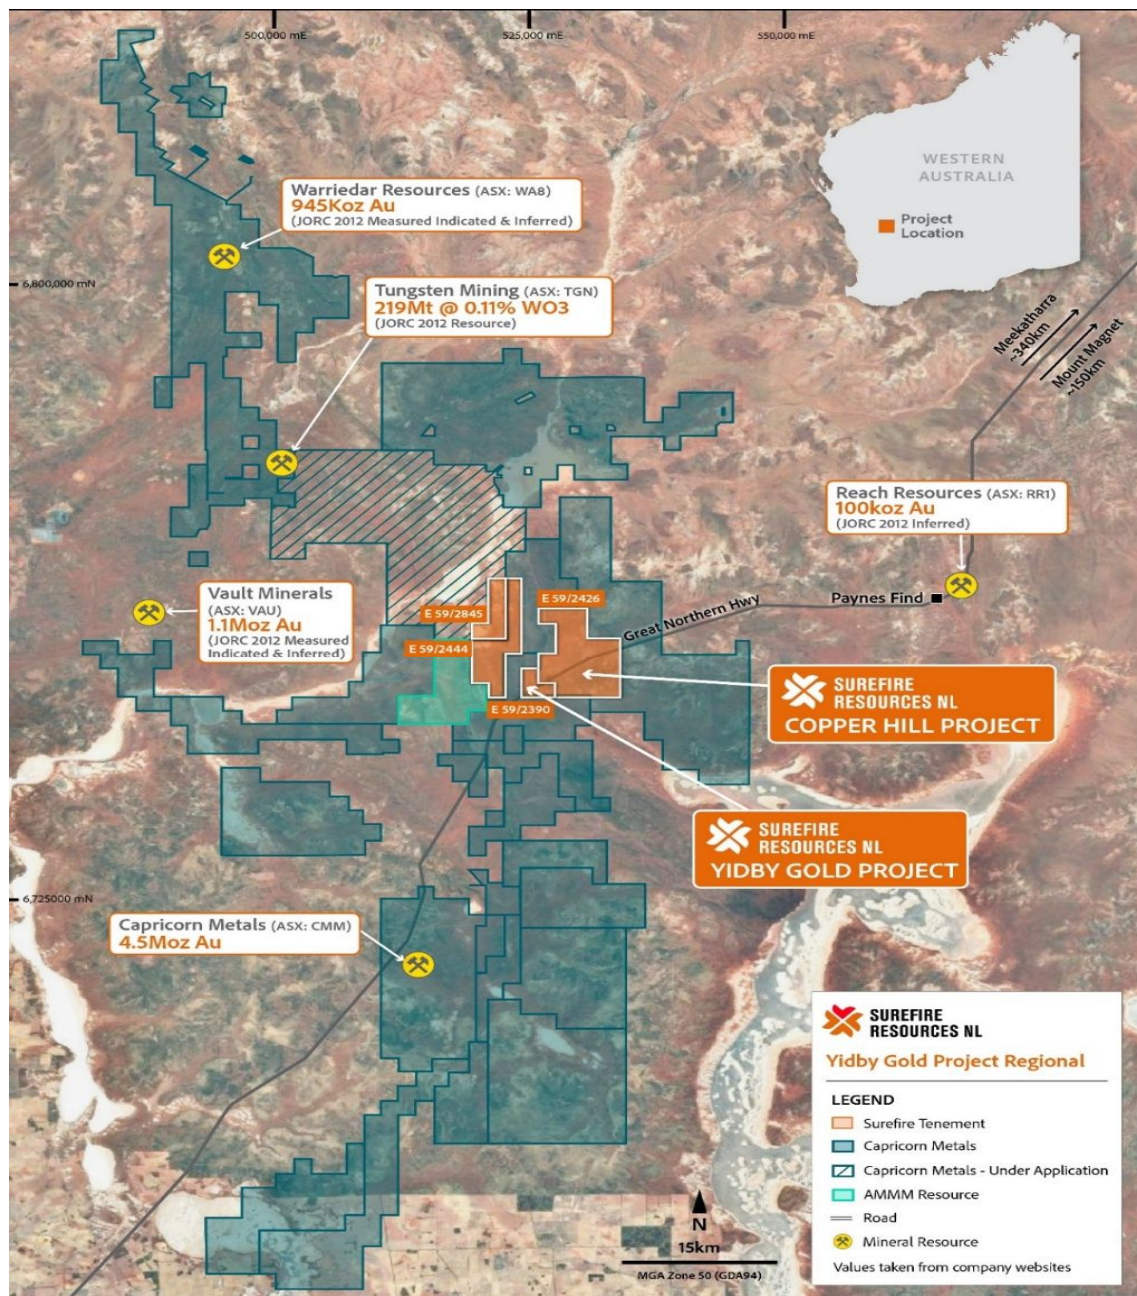 500,000 mE
525,000 mE
550,000 mE
WESTERN
AUSTRALIA
Project
Location
Warriedar Resources (ASX: WA8)
945Koz Au
(JORC 2012 Measured Indicated & Inferred)
6,800,000 mN
Tungsten Mining (ASX: TGN)
219Mt @ 0.11% WO3
(JORC 2012 Resource)
Meekatharra
~340km
Mount Magnet
~150km
Reach Resources (ASX: RR1)
100koz Au
(JORC 2012 Inferred)
Vault Minerals
(ASX: VAU)
1.1Moz Au
(JORC 2012 Measured
Indicated & Inferred)
E 59/2845
E 59/2426
Paynes Find
Great Northern Hwy
E 59/2444
E 59/2390
SUREFIRE
RESOURCES NL
COPPER HILL PROJECT
SUREFIRE
RESOURCES NL
YIDBY GOLD PROJECT
6,725000 mN
Capricorn Metals (ASX: CMM)
4.5Moz Au
SUREFIRE
RESOURCES NL
Yidby Gold Project Regional
LEGEND
Surefire Tenement
Capricorn Metals
Capricorn Metals - Under Application
AMMM Resource
Road
Mineral Resource
Values taken from company websites
N
15km
MGA Zone 50 (GDA94)